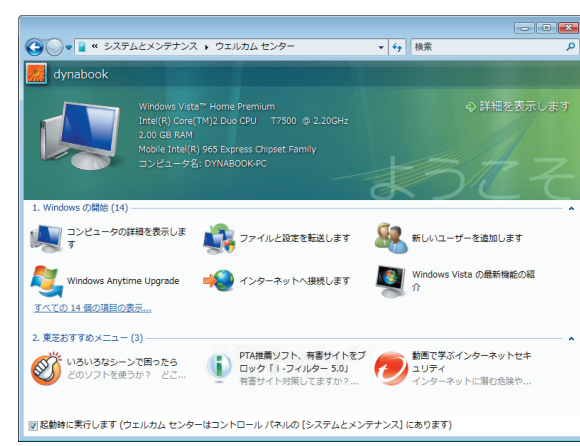 « システムとメンテナンス ▸ ウェルカム センター
検索
dynabook
Windows Vista™ Home Premium
詳細を表示します
Intel(R) Core(TM)2 Duo CPU T7500 @ 2.20GHz
2.00 GB RAM
Mobile Intel(R) 965 Express Chipset Family
コンピュータ名: DYNABOOK-PC
ようこそ
1. Windows の開始 (14)
コンピュータの詳細を表示しま
す
ファイルと設定を転送します
新しいユーザーを追加します
Windows Anytime Upgrade
インターネットへ接続します
Windows Vista の最新機能の紹
介
すべての 14 個の項目の表示...
2. 東芝おすすめメニュー (3)
いろいろなシーンで困ったら
どのソフトを使うか？ どこ...
PTA推薦ソフト、有害サイトをブ
ロック「ｉ-フィルター 5.0」
有害サイト対策してますか？...
動画で学ぶインターネットセキ
ュリティ
インターネットに潜む危険や...
起動時に実行します (ウェルカム センターはコントロール パネルの [システムとメンテナンス] にあります)